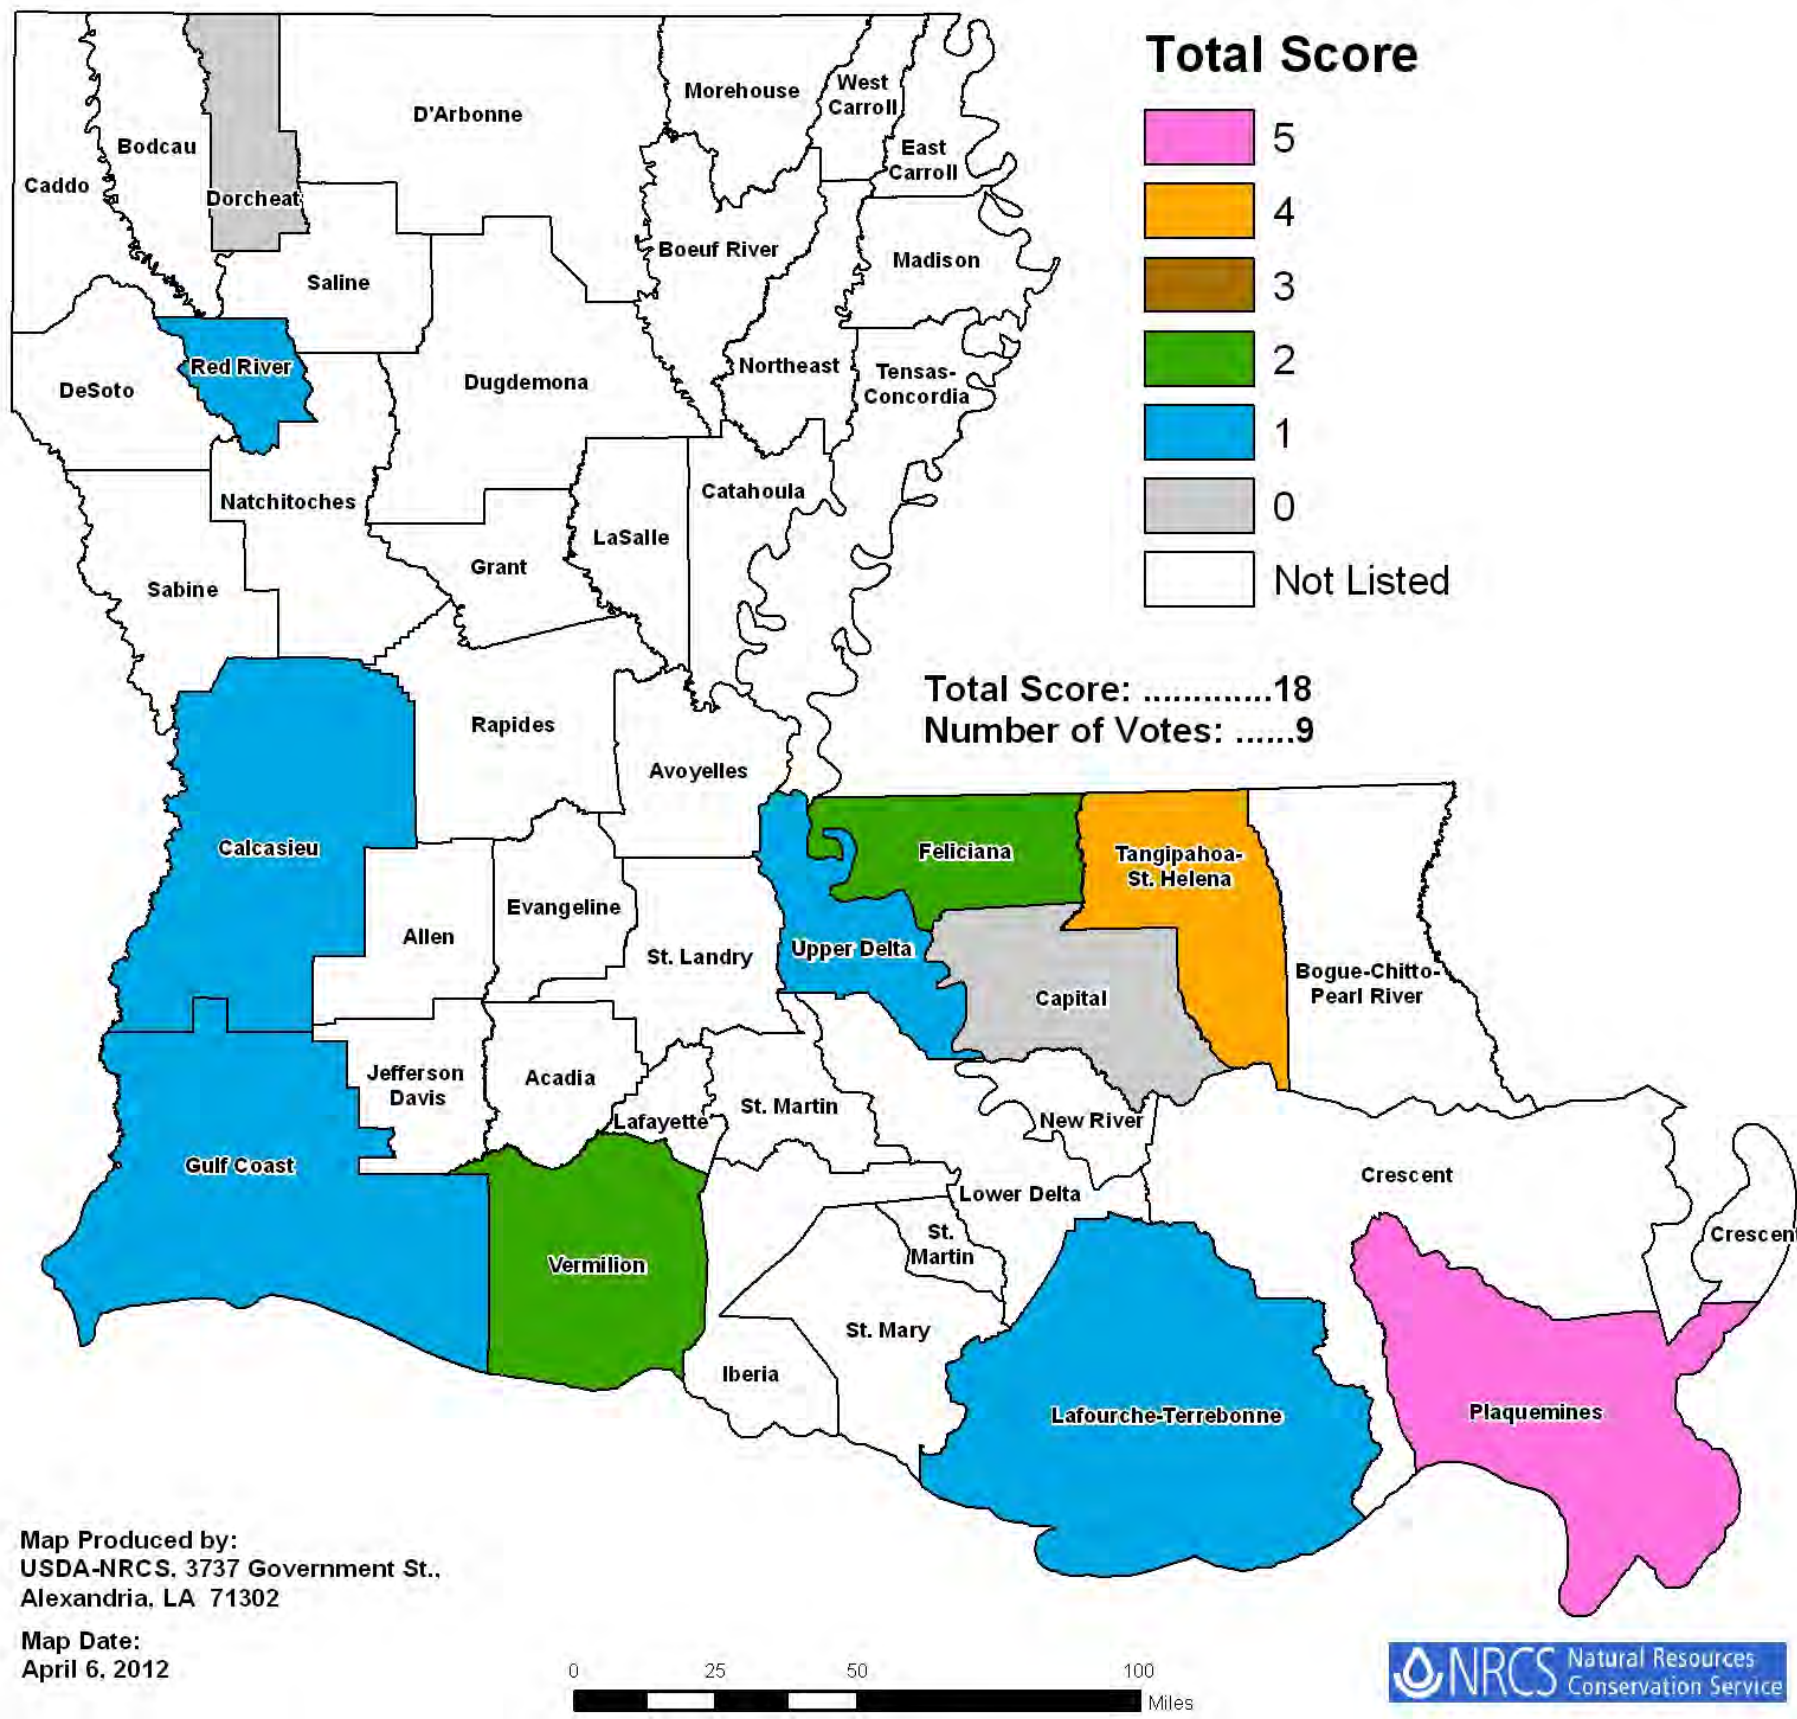 Total Score
5
4
3
2
1
0
Not Listed
Total Score: .............18
Number of Votes: ......9
Caddo
Bodcau
Dorcheat
D'Arbonne
Morehouse
West
Carroll
East
Carroll
Saline
Boeuf River
Madison
Red River
DeSoto
Dugdemona
Northeast
Tensas-
Concordia
Natchitoches
Catahoula
LaSalle
Grant
Sabine
Rapides
Avoyelles
Calcasieu
Allen
Evangeline
St. Landry
Upper Delta
Feliciana
Tangipahoa-
St. Helena
Bogue-Chitto-
Pearl River
Capital
Jefferson
Davis
Acadia
Lafayette
St. Martin
New River
Gulf Coast
Crescent
Lower Delta
St.
Martin
Crescent
Vermilion
St. Mary
Iberia
Lafourche-Terrebonne
Plaquemines
Map Produced by:
USDA-NRCS, 3737 Government St.,
Alexandria, LA 71302
Map Date:
April 6, 2012
0 25 50 100
Miles
NRCS
Natural Resources
Conservation Service